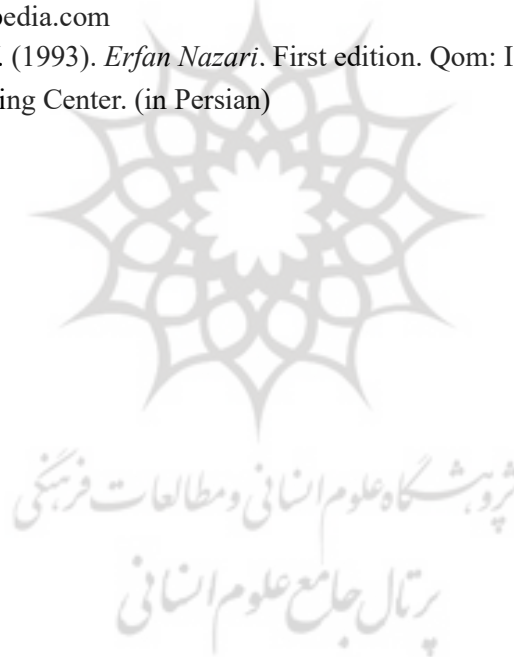 pedia.com
. (1993). Erfan Nazari. First edition. Qom: I
ing Center. (in Persian)
پژوهشگاه علوم انسانی و مطالعات فرهنگی
پرتال جامع علوم انسانی